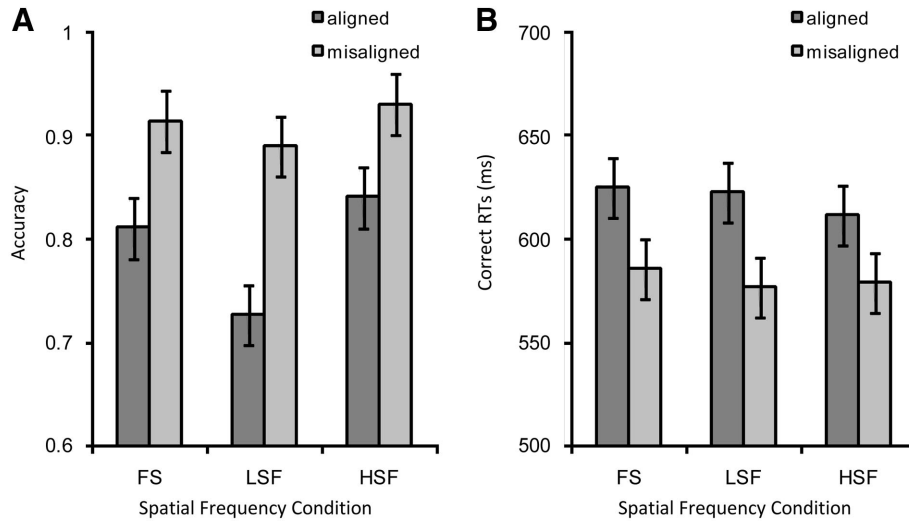 A
aligned
misaligned
1
0.9
0.8
0.7
0.6
Accuracy
FS LSF HSF
Spatial Frequency Condition
B
aligned
misaligned
700
650
600
550
500
Correct RTs (ms)
FS LSF HSF
Spatial Frequency Condition